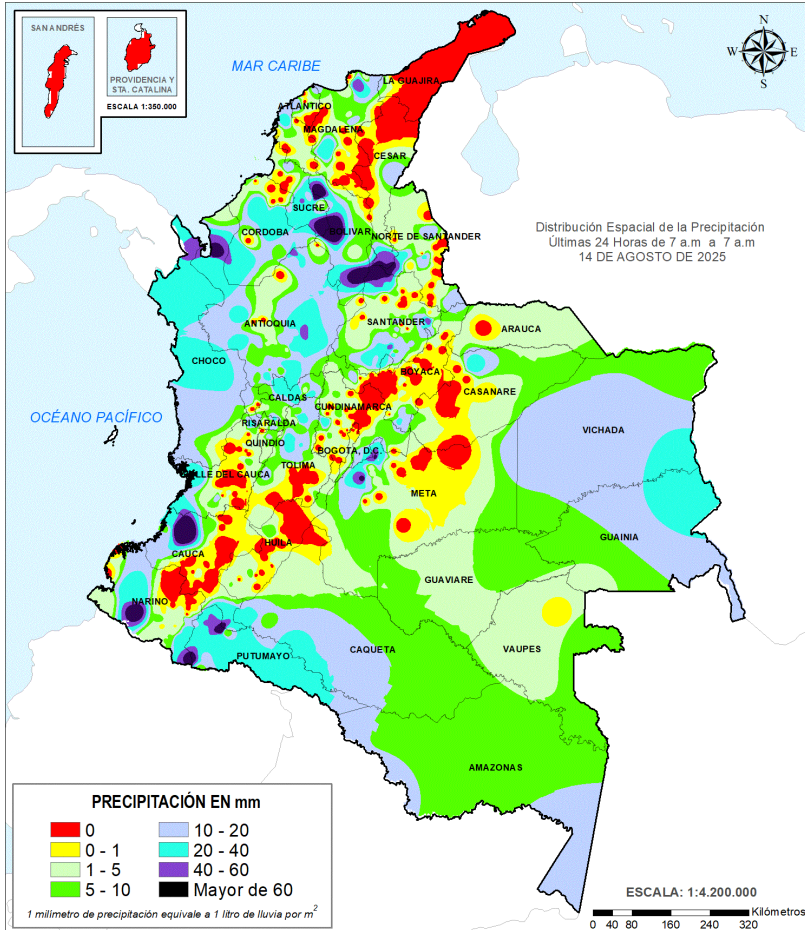 SAN ANDRÉS
PROVIDENCIA Y
STA. CATALINA
ESCALA 1:350.000
MAR CARIBE
N
W
E
S
LA GUAJIRA
ATLANTICO
MAGDALENA
CESAR
SUCRE
CORDOBA
BOLIVAR
NORTE DE SANTANDER
Distribución Espacial de la Precipitación
Últimas 24 Horas de 7 a.m a 7 a.m
14 DE AGOSTO DE 2025
ANTIOQUIA
SANTANDER
ARAUCA
CHOCO
BOYACA
CASANARE
CALDAS
CUNDINAMARCA
OCÉANO PACÍFICO
RISARALDA
VICHADA
QUINDIO
BOGOTA, D.C.
TOLIMA
VALLE DEL CAUCA
META
GUAINIA
HUILA
CAUCA
GUAVIARE
NARIÑO
VAUPES
CAQUETA
PUTUMAYO
AMAZONAS
PRECIPITACIÓN EN mm
0
10 - 20
0 - 1
20 - 40
1 - 5
40 - 60
5 - 10
Mayor de 60
1 milímetro de precipitación equivale a 1 litro de lluvia por m²
ESCALA: 1:4.200.000
Kilómetros
0 40 80 160 240 320